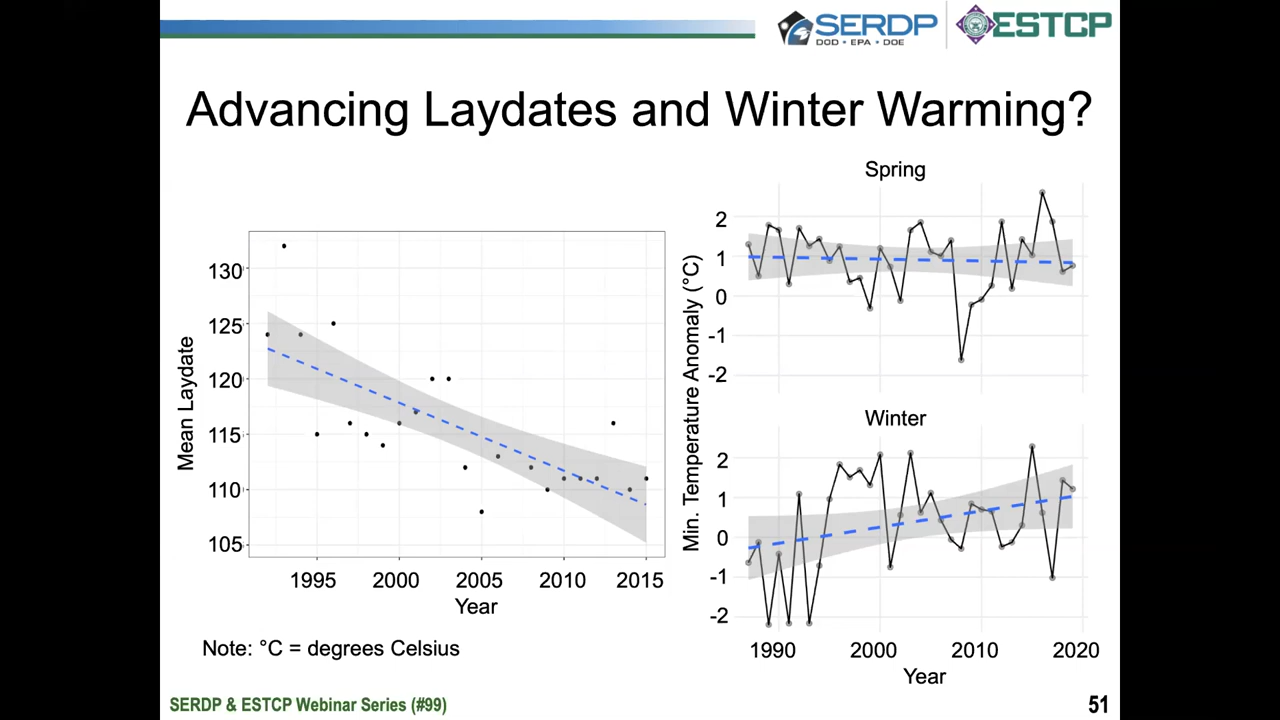 SERDP
DOD • EPA • DOE
ESTCP
Advancing Laydates and Winter Warming?
Mean Laydate
130
125
120
115
110
105
1995 2000 2005 2010 2015
Year
Min. Temperature Anomaly (°C)
Spring
2
1
0
-1
-2
Winter
2
1
0
-1
-2
1990 2000 2010 2020
Year
Note: °C = degrees Celsius
SERDP & ESTCP Webinar Series (#99)
51